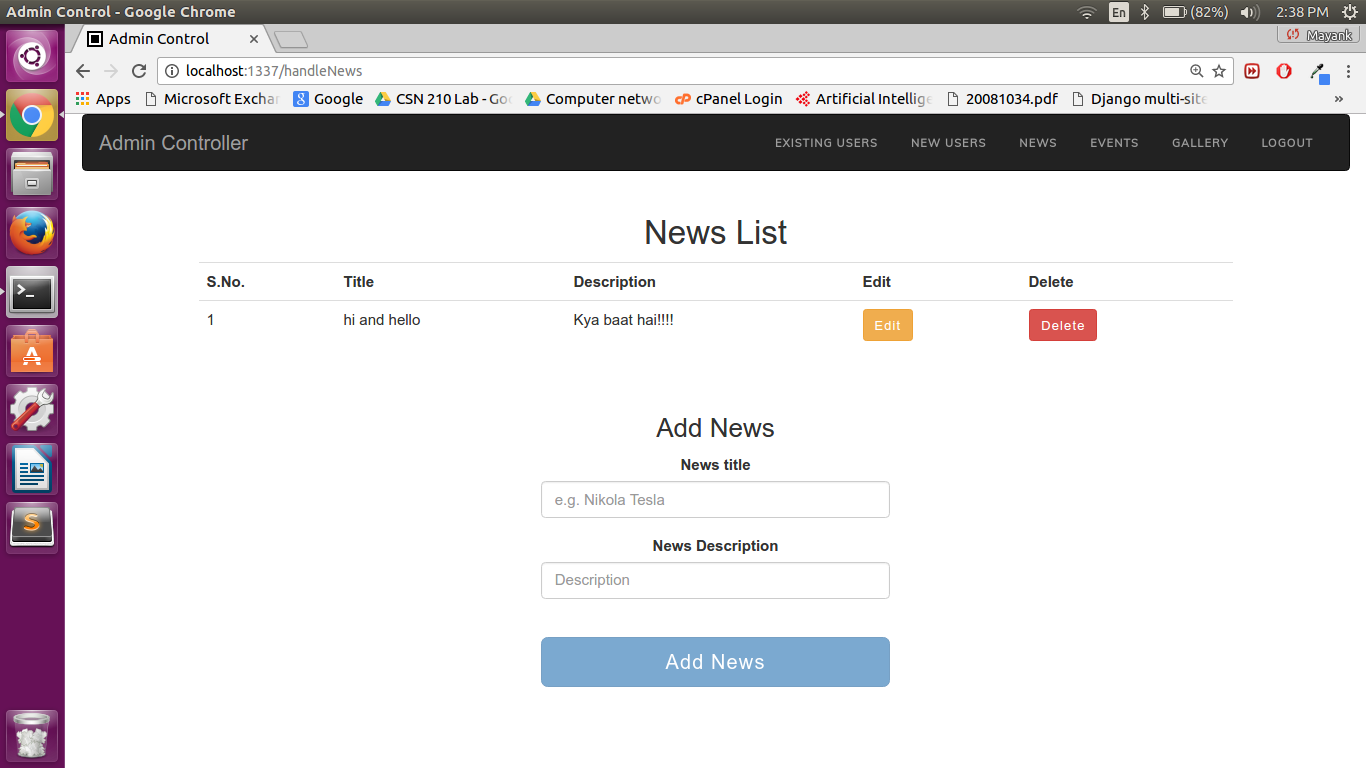 Admin Control - Google Chrome
En (82%) 2:38 PM
Admin Control
Mayank
localhost:1337/handleNews
Apps Microsoft Exchan Google CSN 210 Lab - Goo Computer netwo cPanel Login Artificial Intellige 20081034.pdf Django multi-site »
Admin Controller EXISTING USERS NEW USERS NEWS EVENTS GALLERY LOGOUT
News List
S.No. Title Description Edit Delete
1 hi and hello Kya baat hai!!!! Edit Delete
Add News
News title
e.g. Nikola Tesla
News Description
Description
Add News